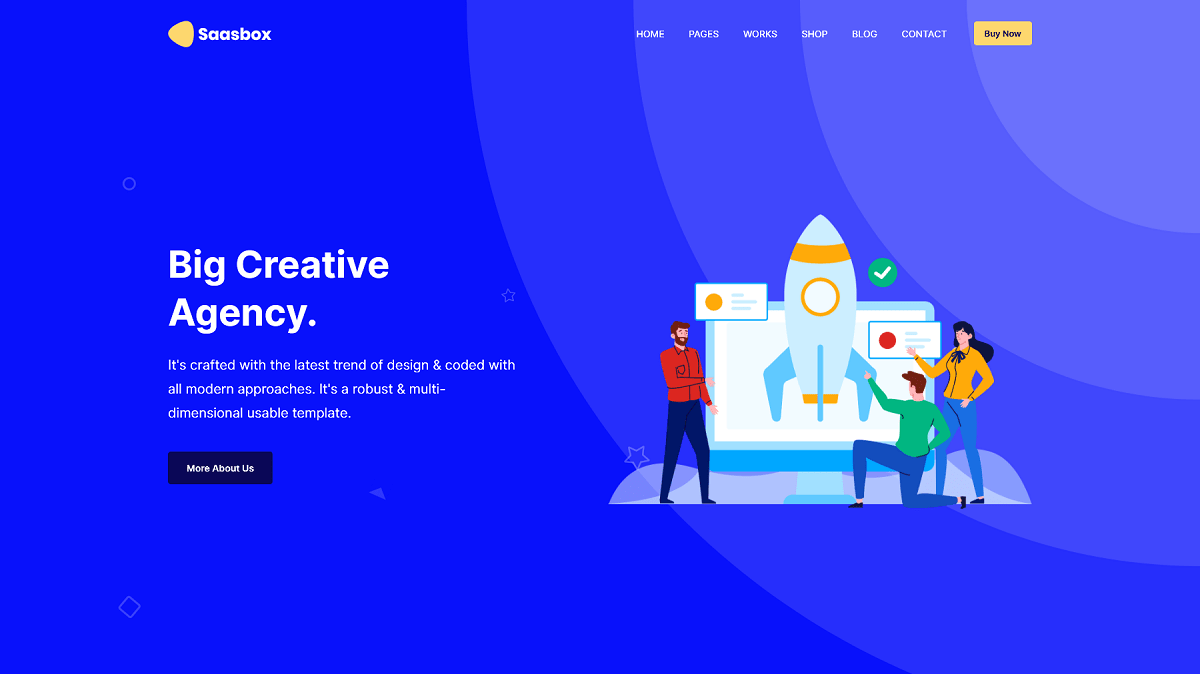 Saasbox
HOME PAGES WORKS SHOP BLOG CONTACT Buy Now
Big Creative
Agency.
It's crafted with the latest trend of design & coded with
all modern approaches. It's a robust & multi-
dimensional usable template.
More About Us